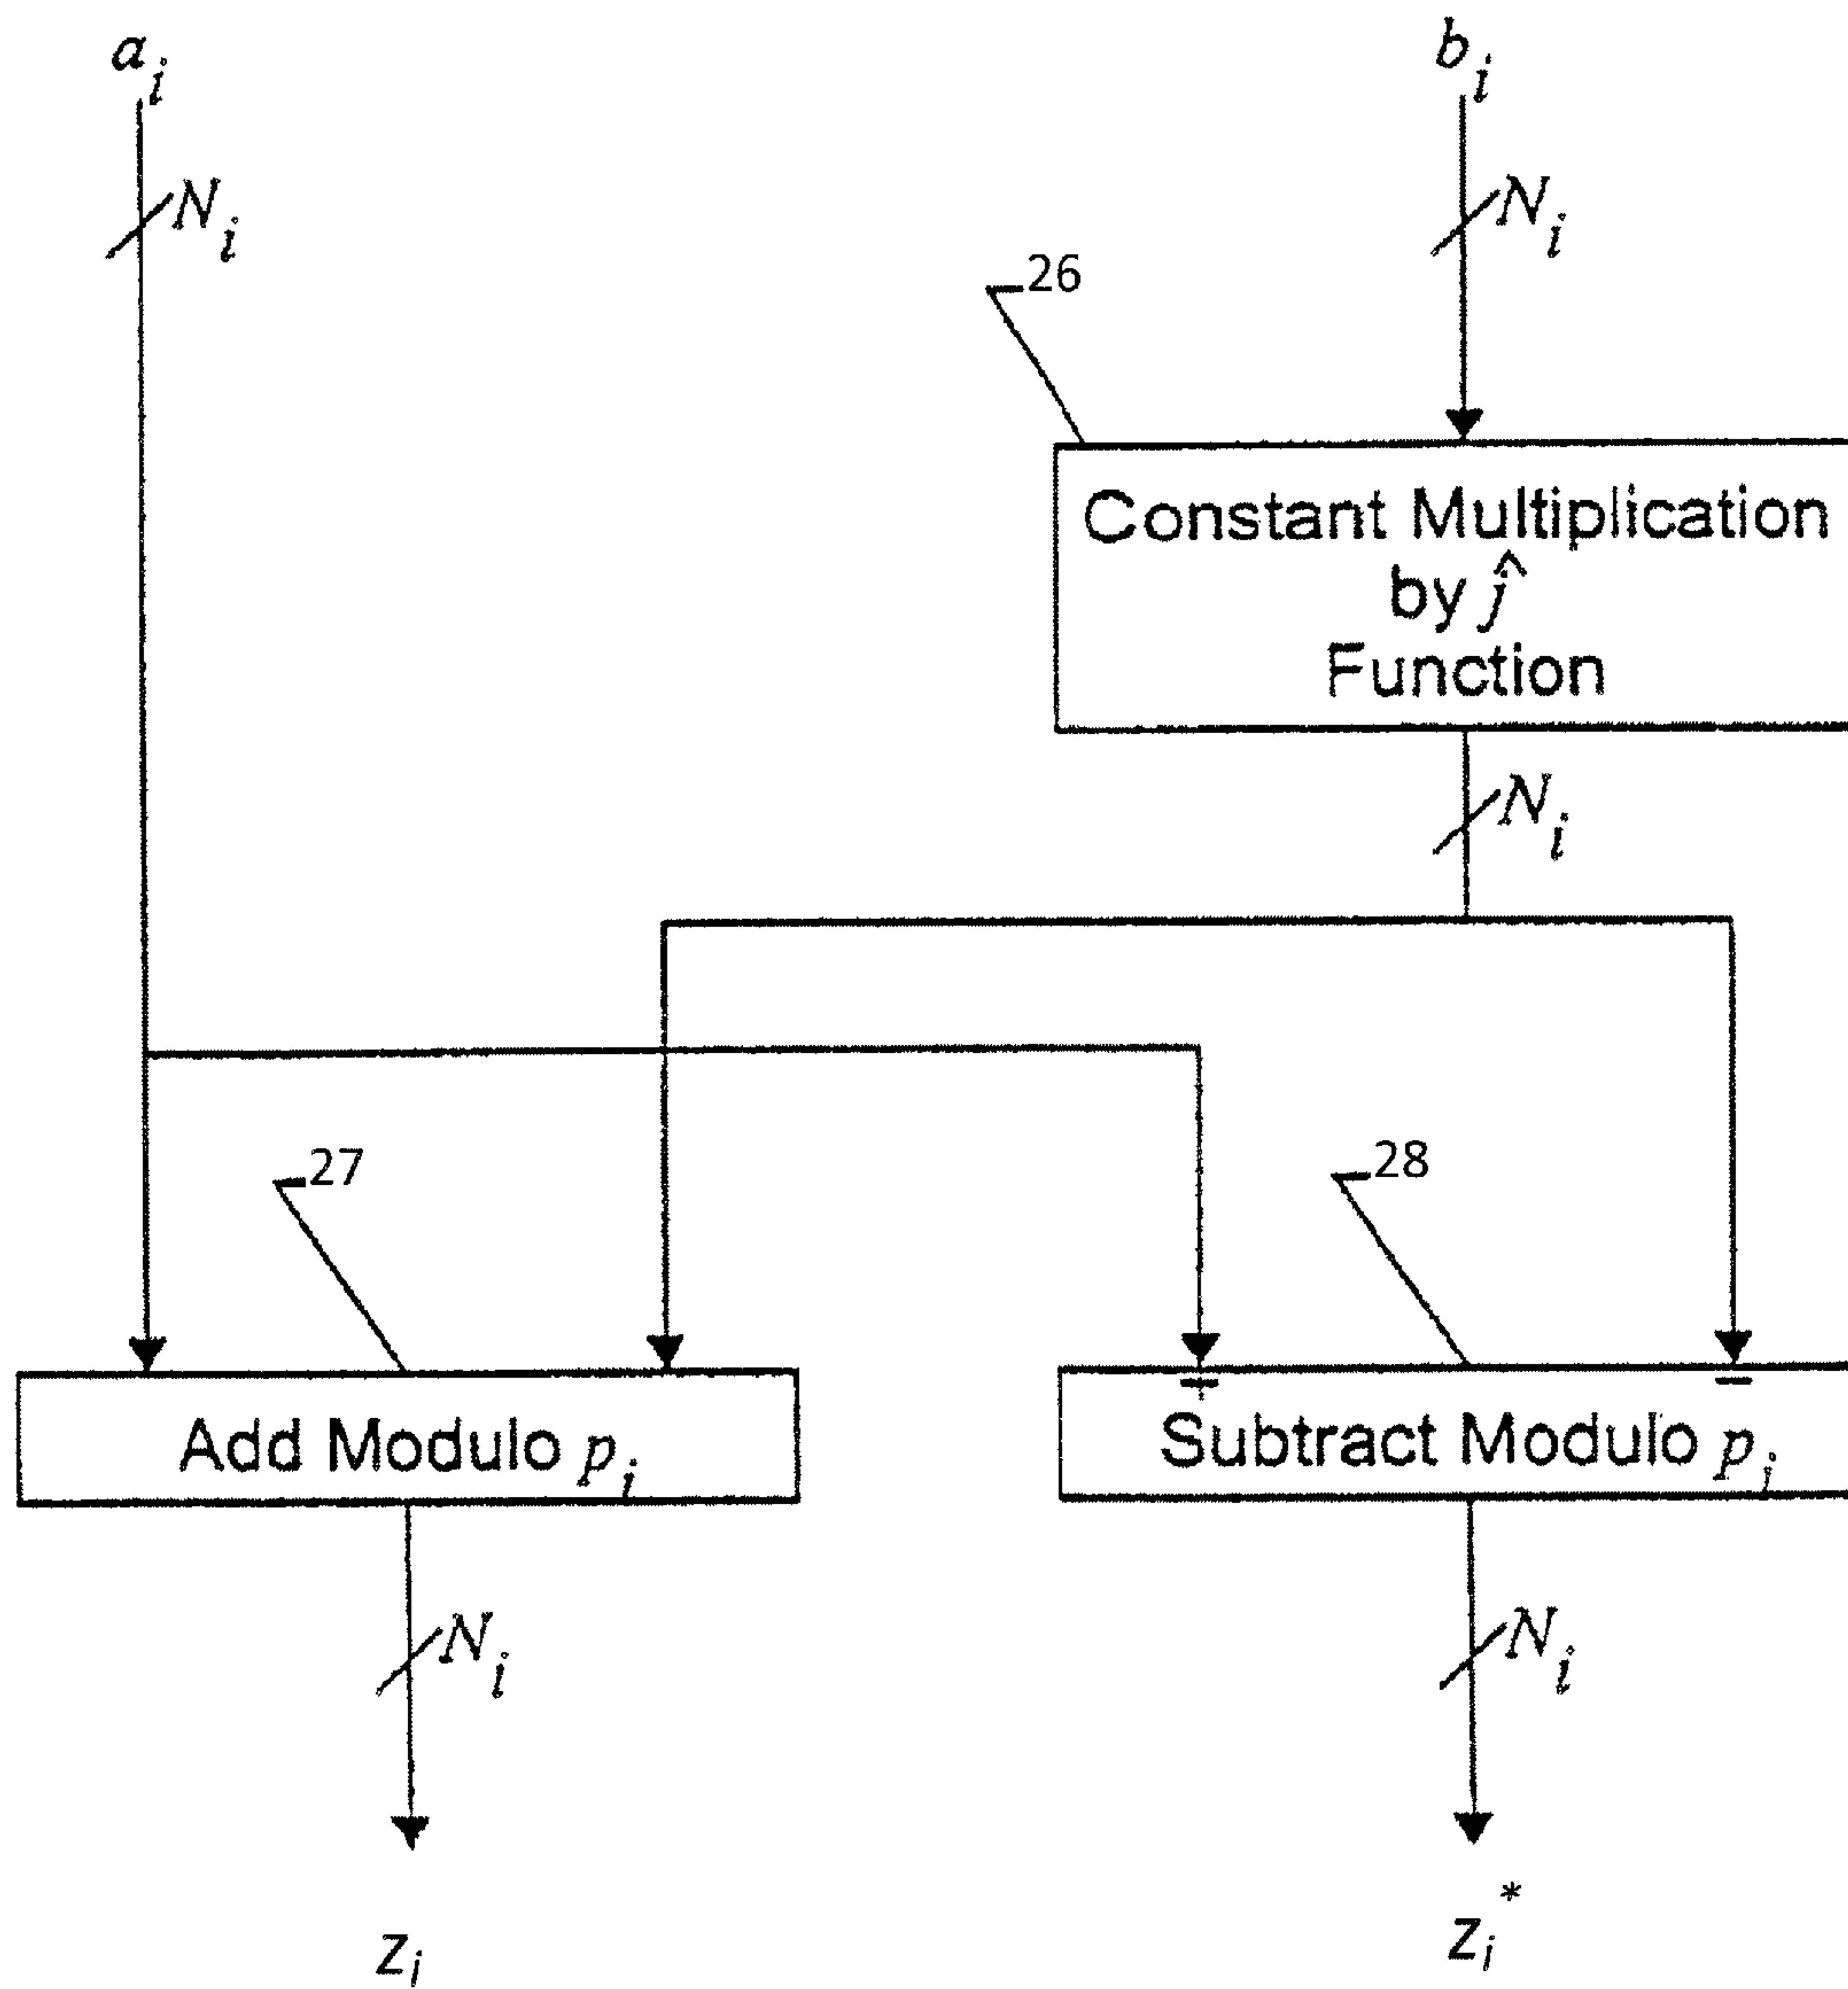 a_i
b_i
N_i
N_i
26
Constant Multiplication
by ĵ
Function
N_i
27
28
+
−
Add Modulo p_i
Subtract Modulo p_i
N_i
N_i
z_i
z_i*